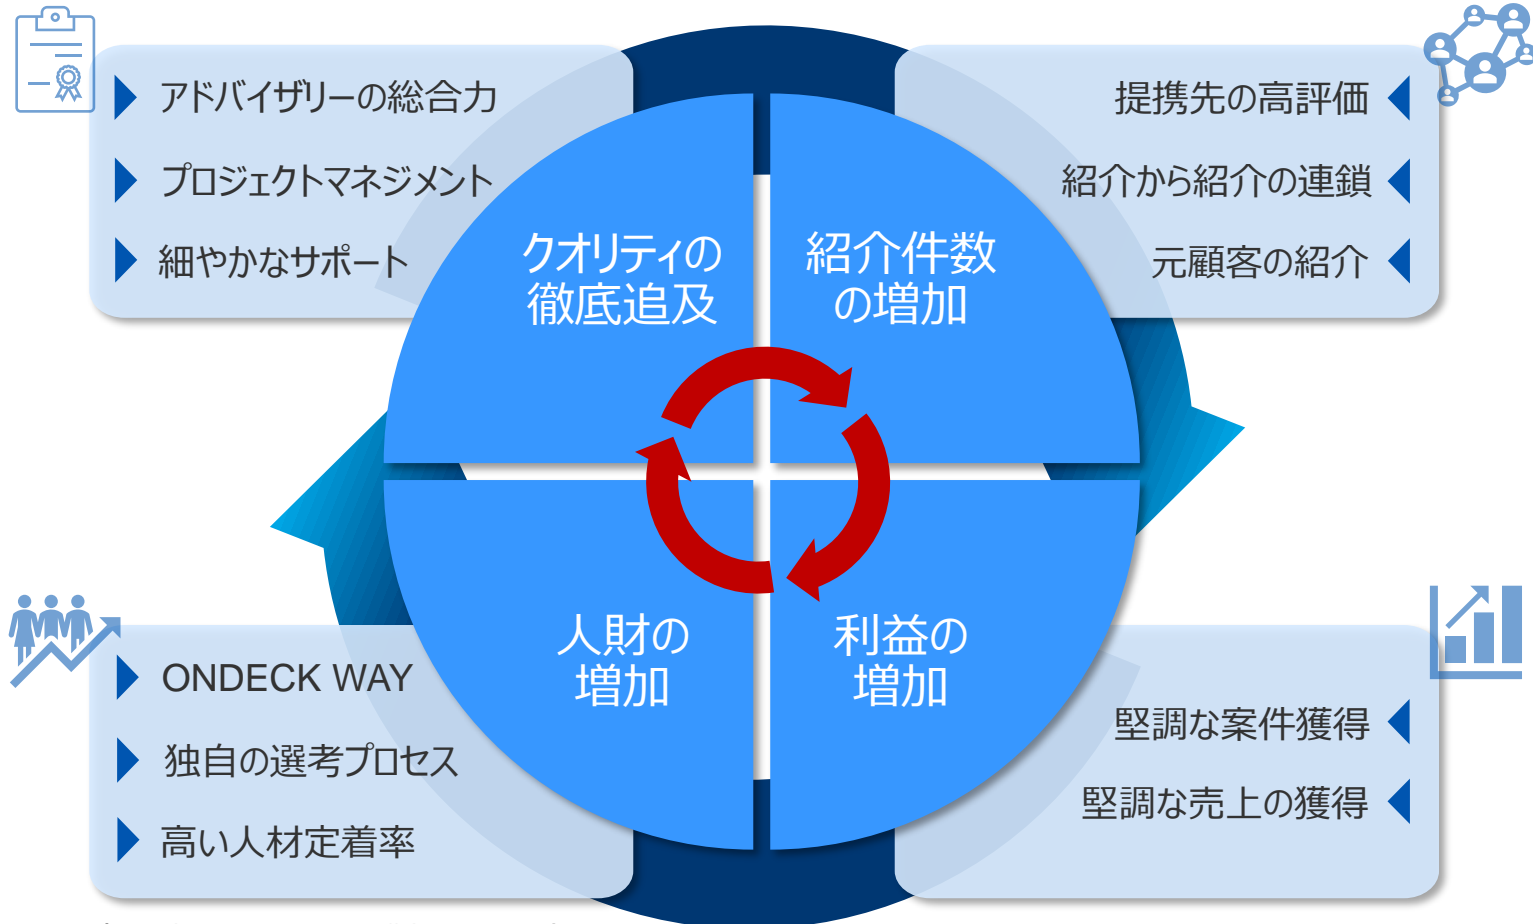 アドバイザリーの総合力
プロジェクトマネジメント
細やかなサポート
提携先の高評価
紹介から紹介の連鎖
元顧客の紹介
クオリティの
徹底追及
紹介件数
の増加
人財の
増加
利益の
増加
ONDECK WAY
独自の選考プロセス
高い人材定着率
堅調な案件獲得
堅調な売上の獲得